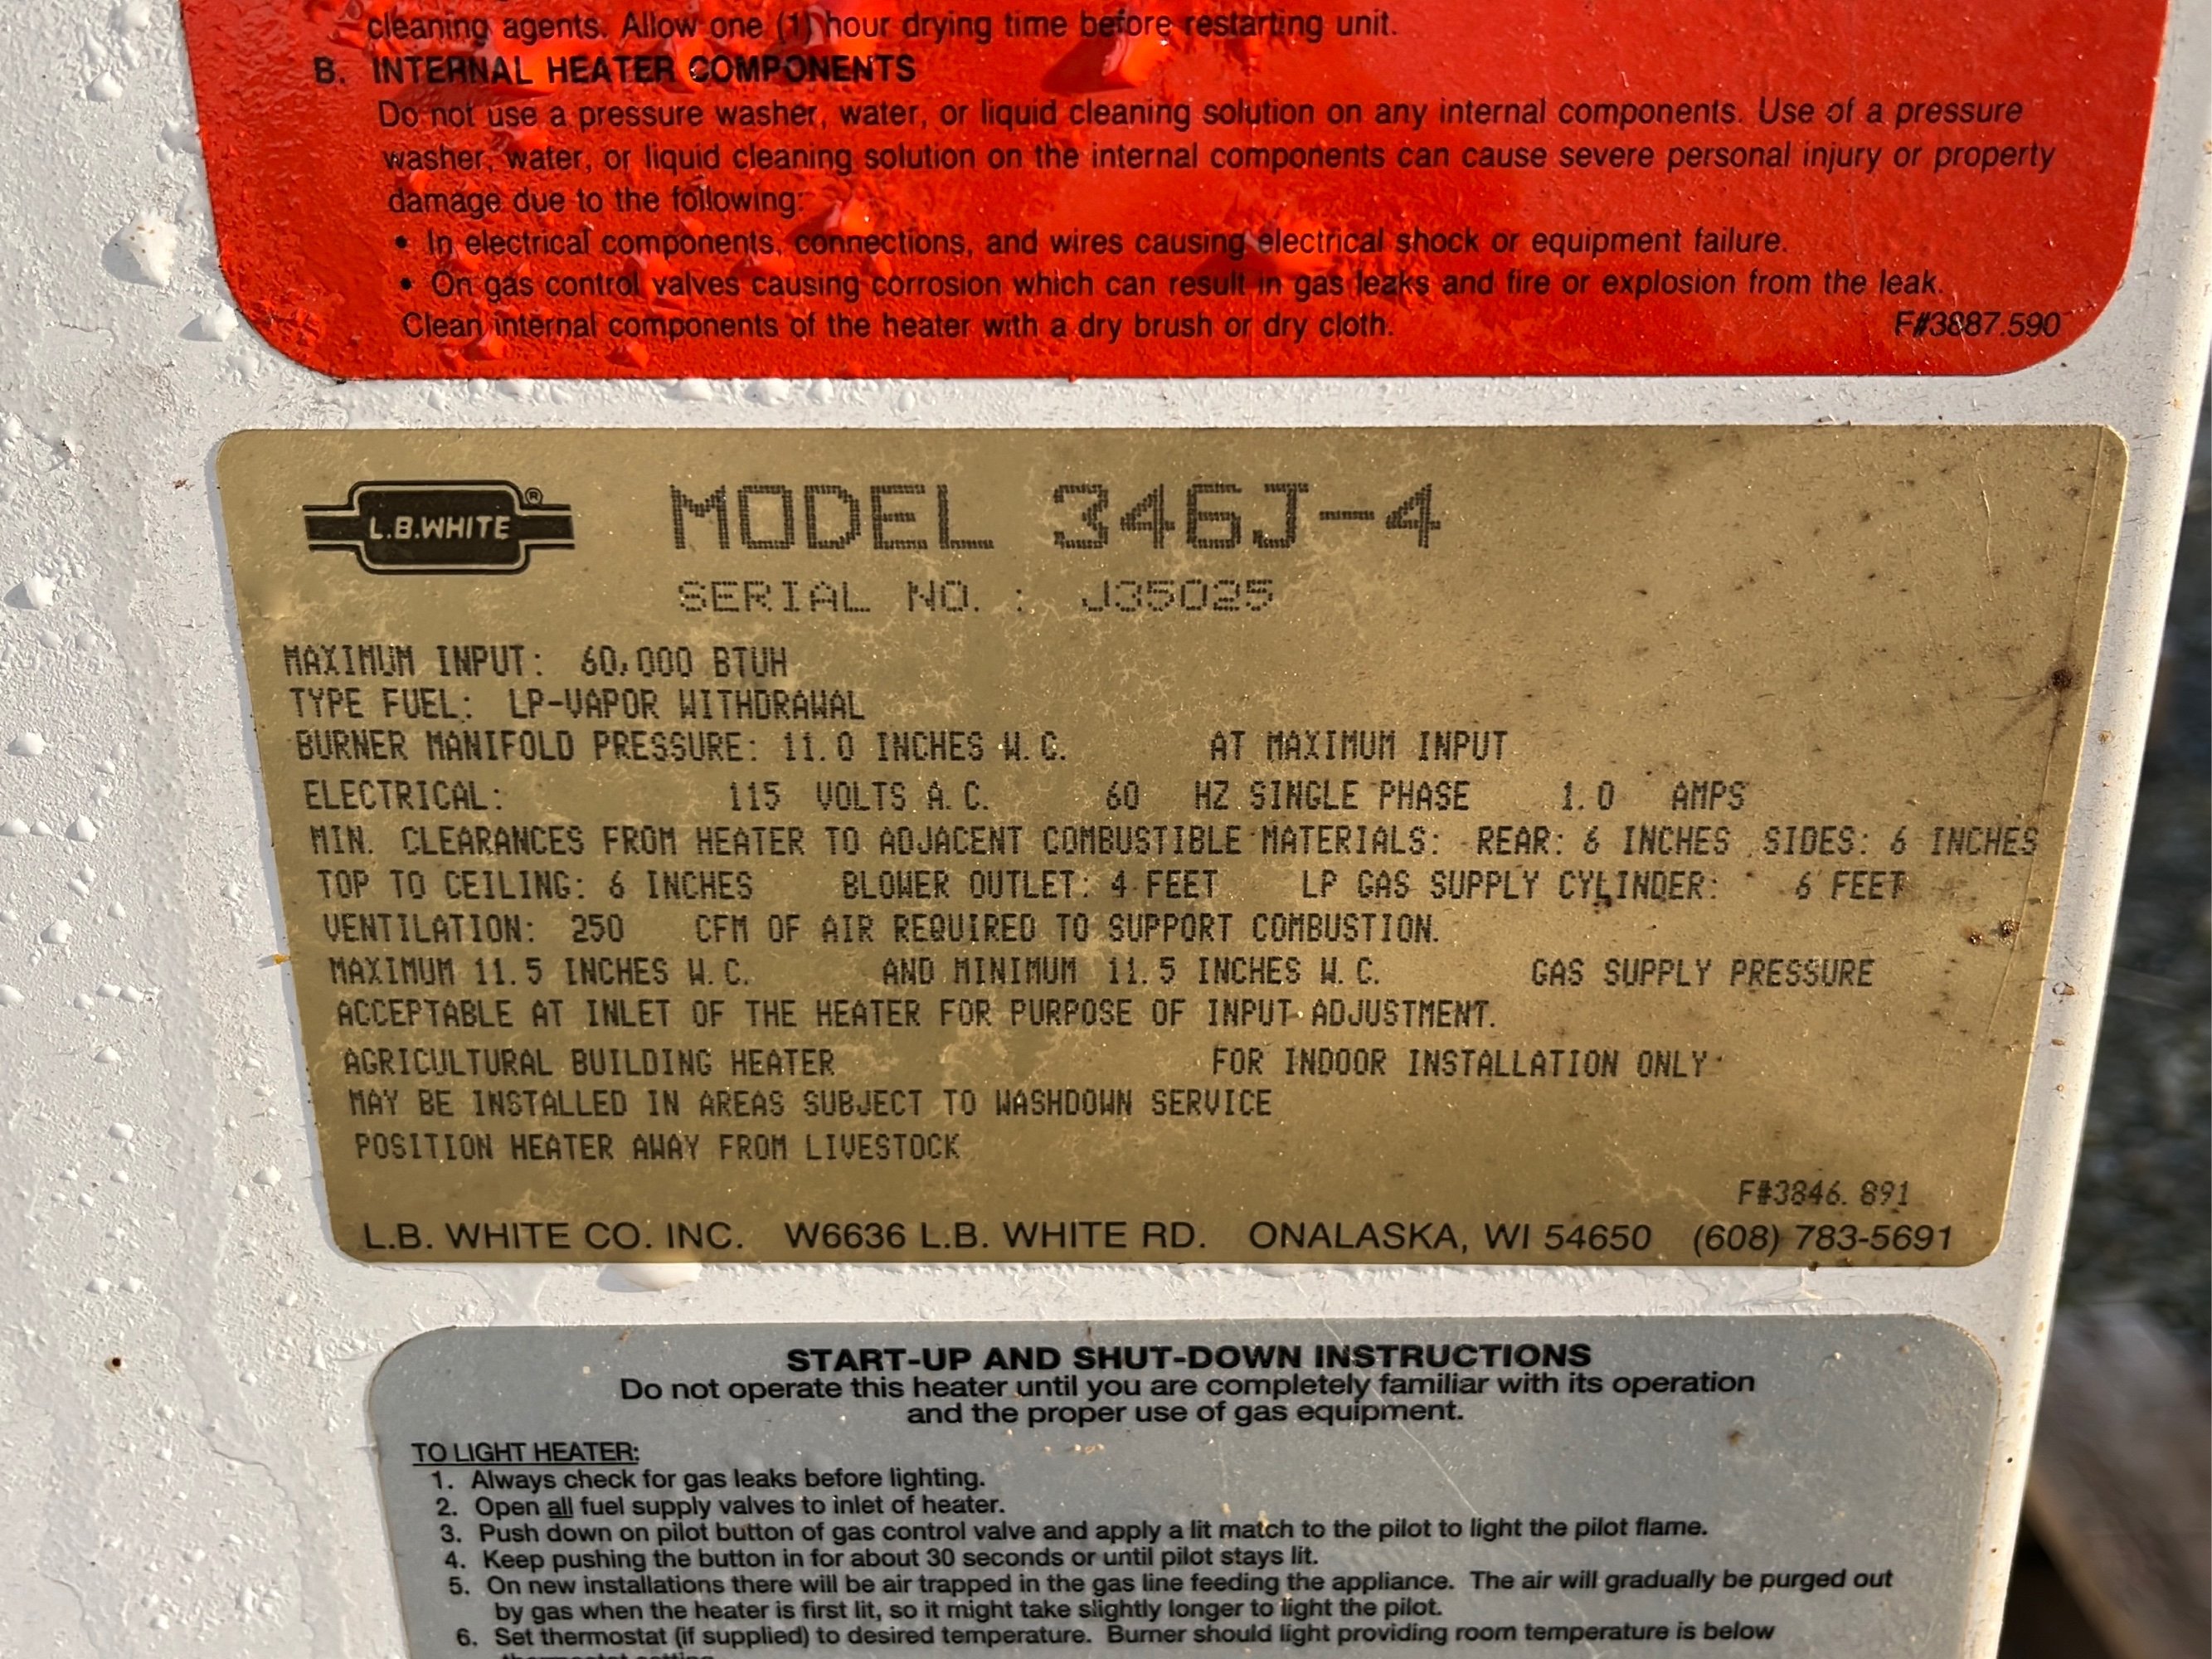 cleaning agents. Allow one (1) hour drying time before restarting unit.
B. INTERNAL HEATER COMPONENTS
Do not use a pressure washer, water, or liquid cleaning solution on any internal components. Use of a pressure
washer, water, or liquid cleaning solution on the internal components can cause severe personal injury or property
damage due to the following:
• In electrical components, connections, and wires causing electrical shock or equipment failure.
• On gas control valves causing corrosion which can result in gas leaks and fire or explosion from the leak.
Clean internal components of the heater with a dry brush or dry cloth. F#3887.590
L.B.WHITE ® MODEL 346J-4
SERIAL NO. : J35025
MAXIMUM INPUT: 60,000 BTUH
TYPE FUEL: LP-VAPOR WITHDRAWAL
BURNER MANIFOLD PRESSURE: 11.0 INCHES W.C. AT MAXIMUM INPUT
ELECTRICAL: 115 VOLTS A.C. 60 HZ SINGLE PHASE 1.0 AMPS
MIN. CLEARANCES FROM HEATER TO ADJACENT COMBUSTIBLE MATERIALS: REAR: 6 INCHES SIDES: 6 INCHES
TOP TO CEILING: 6 INCHES BLOWER OUTLET: 4 FEET LP GAS SUPPLY CYLINDER: 6 FEET
VENTILATION: 250 CFM OF AIR REQUIRED TO SUPPORT COMBUSTION.
MAXIMUM 11.5 INCHES W.C. AND MINIMUM 11.5 INCHES W.C. GAS SUPPLY PRESSURE
ACCEPTABLE AT INLET OF THE HEATER FOR PURPOSE OF INPUT ADJUSTMENT.
AGRICULTURAL BUILDING HEATER FOR INDOOR INSTALLATION ONLY
MAY BE INSTALLED IN AREAS SUBJECT TO WASHDOWN SERVICE
POSITION HEATER AWAY FROM LIVESTOCK
F#3846.891
L.B. WHITE CO. INC. W6636 L.B. WHITE RD. ONALASKA, WI 54650 (608) 783-5691
START-UP AND SHUT-DOWN INSTRUCTIONS
Do not operate this heater until you are completely familiar with its operation
and the proper use of gas equipment.
TO LIGHT HEATER:
1. Always check for gas leaks before lighting.
2. Open all fuel supply valves to inlet of heater.
3. Push down on pilot button of gas control valve and apply a lit match to the pilot to light the pilot flame.
4. Keep pushing the button in for about 30 seconds or until pilot stays lit.
5. On new installations there will be air trapped in the gas line feeding the appliance. The air will gradually be purged out
by gas when the heater is first lit, so it might take slightly longer to light the pilot.
6. Set thermostat (if supplied) to desired temperature. Burner should light providing room temperature is below